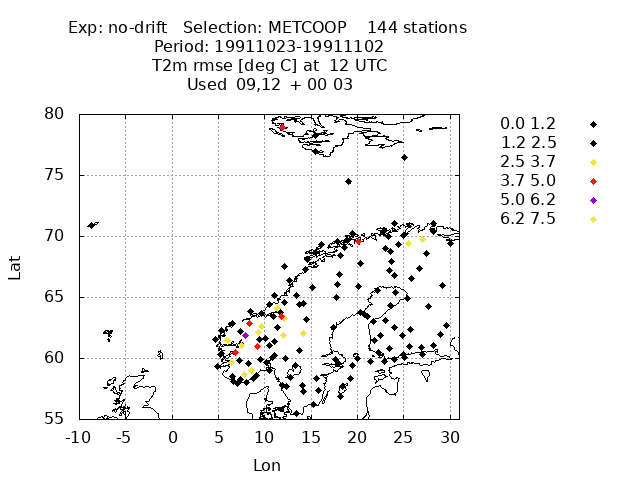 Exp: no-drift Selection: METCOOP 144 stations
Period: 19911023-19911102
T2m rmse [deg C] at 12 UTC
Used 09,12 + 00 03
80
75
70
65
60
55
-10 -5 0 5 10 15 20 25 30
Lat
Lon
0.0 1.2
1.2 2.5
2.5 3.7
3.7 5.0
5.0 6.2
6.2 7.5